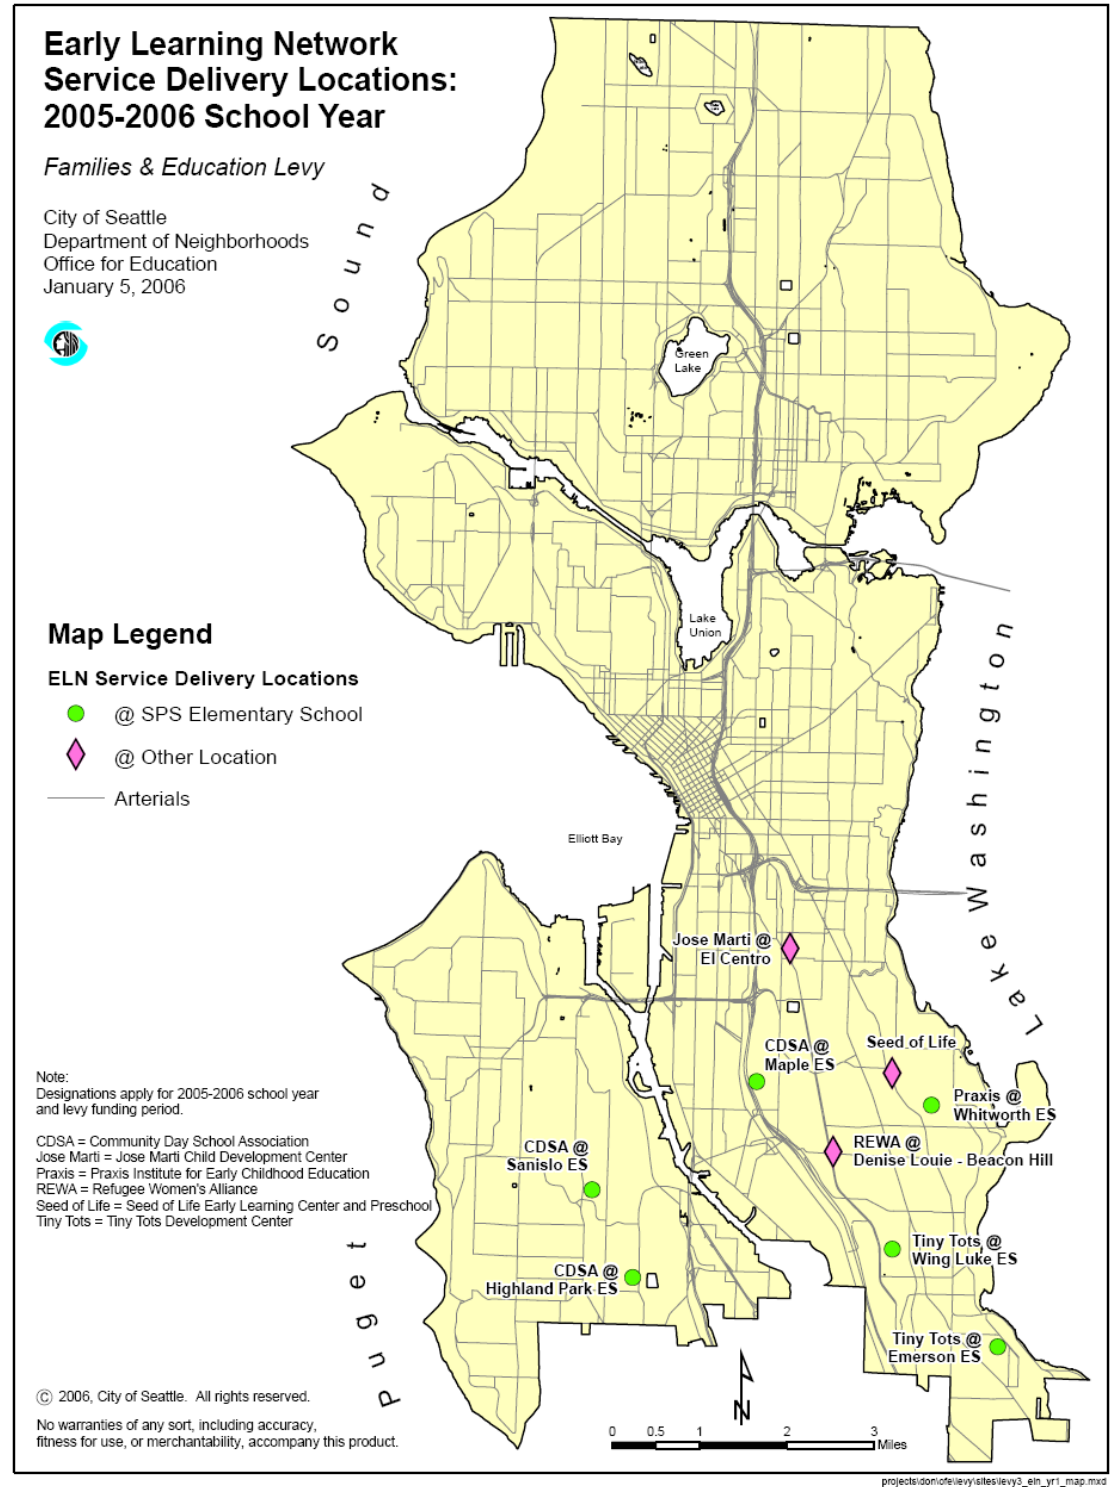 Early Learning Network
Service Delivery Locations:
2005-2006 School Year
Families & Education Levy
City of Seattle
Department of Neighborhoods
Office for Education
January 5, 2006
Puget Sound
Green
Lake
Lake
Union
Lake Washington
Elliott Bay
Map Legend
ELN Service Delivery Locations
@ SPS Elementary School
@ Other Location
Arterials
Jose Marti @
El Centro
CDSA @
Maple ES
Seed of Life
Praxis @
Whitworth ES
REWA @
Denise Louie - Beacon Hill
CDSA @
Sanislo ES
Tiny Tots @
Wing Luke ES
CDSA @
Highland Park ES
Tiny Tots @
Emerson ES
Note:
Designations apply for 2005-2006 school year
and levy funding period.
CDSA = Community Day School Association
Jose Marti = Jose Marti Child Development Center
Praxis = Praxis Institute for Early Childhood Education
REWA = Refugee Women's Alliance
Seed of Life = Seed of Life Early Learning Center and Preschool
Tiny Tots = Tiny Tots Development Center
© 2006, City of Seattle. All rights reserved.
No warranties of any sort, including accuracy,
fitness for use, or merchantability, accompany this product.
N
0 0.5 1 2 3
Miles
projects\don\ofe\levy\sites\levy3_eln_yr1_map.mxd